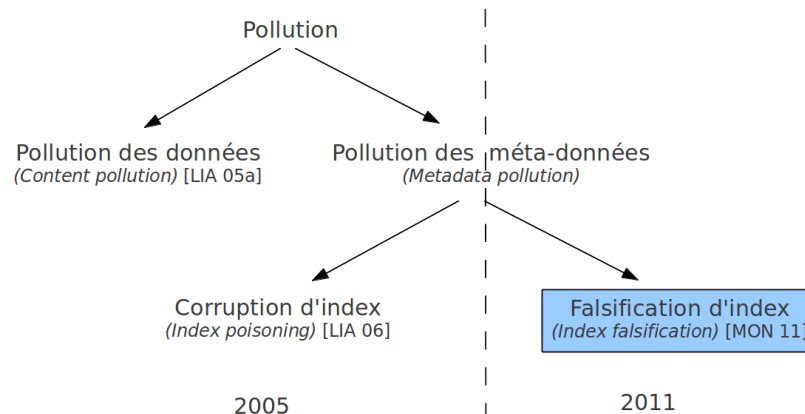 Pollution
Pollution des données
(Content pollution) [LIA 05a]
Pollution des méta-données
(Metadata pollution)
Corruption d'index
(Index poisoning) [LIA 06]
Falsification d'index
(Index falsification) [MON 11]
2005
2011